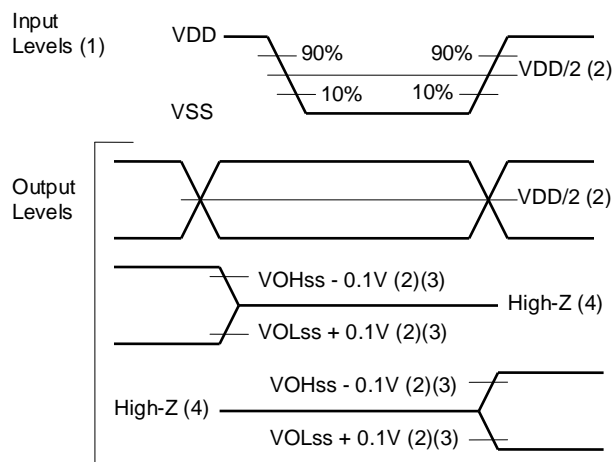 Input
Levels (1)
VDD
90%
90%
VDD/2 (2)
10%
10%
VSS
Output
Levels
VDD/2 (2)
VOHss - 0.1V (2)(3)
High-Z (4)
VOLss + 0.1V (2)(3)
VOHss - 0.1V (2)(3)
High-Z (4)
VOLss + 0.1V (2)(3)